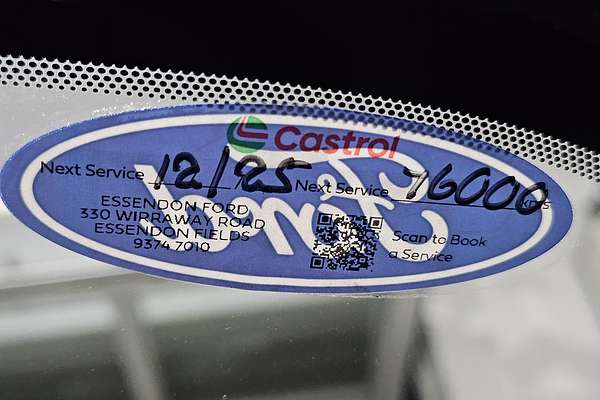 Castrol
Next Service 12/25 Next Service 76000 kms
ESSENDON FORD
330 WIRRAWAY ROAD
ESSENDON FIELDS
9374 7010
Scan to Book
a Service